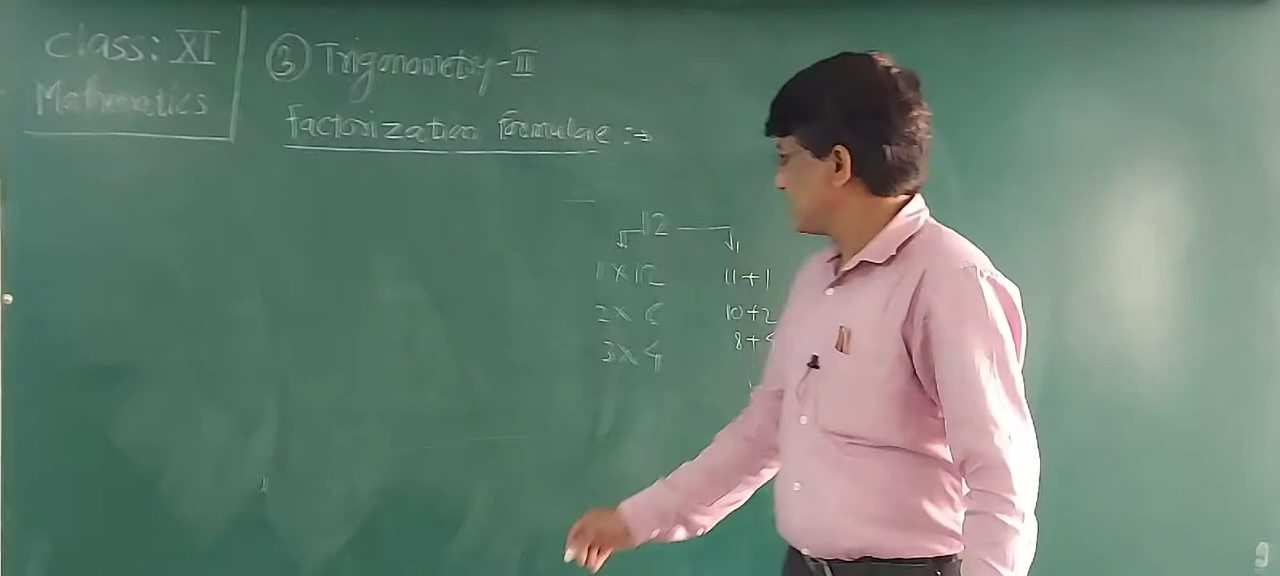 class: XI
Mathematics
③ Trigonometry-II
Factorization formulae :→
12
1×12
2×6
3×4
11+1
10+2
8+